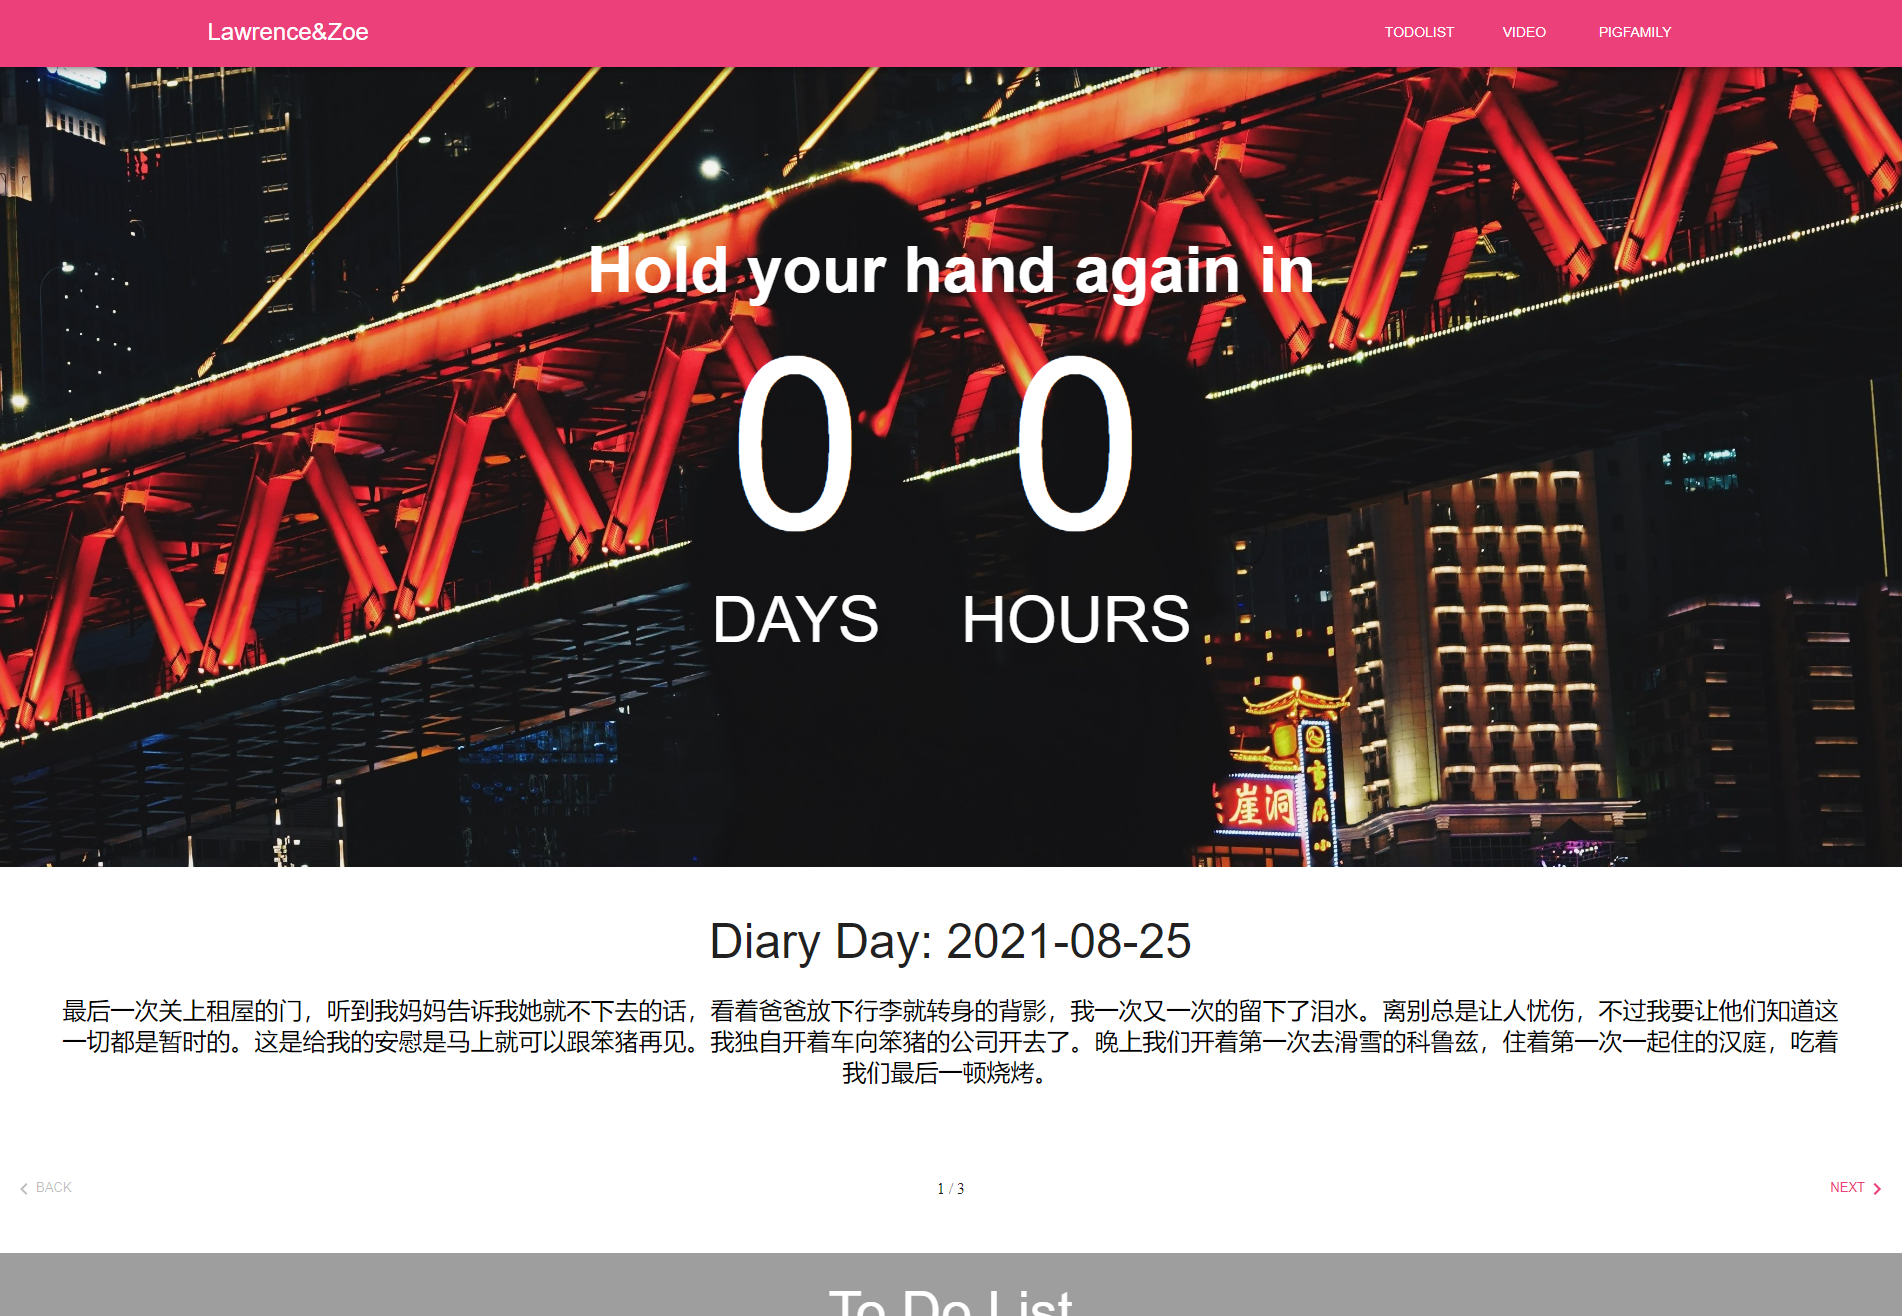 Lawrence&Zoe
TODOLIST VIDEO PIGFAMILY
Hold your hand again in
0 0
DAYS HOURS
崖洞
重庆小
Diary Day: 2021-08-25
最后一次关上租屋的门，听到我妈妈告诉我她就不下去的话，看着爸爸放下行李就转身的背影，我一次又一次的留下了泪水。离别总是让人忧伤，不过我要让他们知道这
一切都是暂时的。这是给我的安慰是马上就可以跟笨猪再见。我独自开着车向笨猪的公司开去了。晚上我们开着第一次去滑雪的科鲁兹，住着第一次一起住的汉庭，吃着
我们最后一顿烧烤。
BACK
1 / 3
NEXT
To Do List